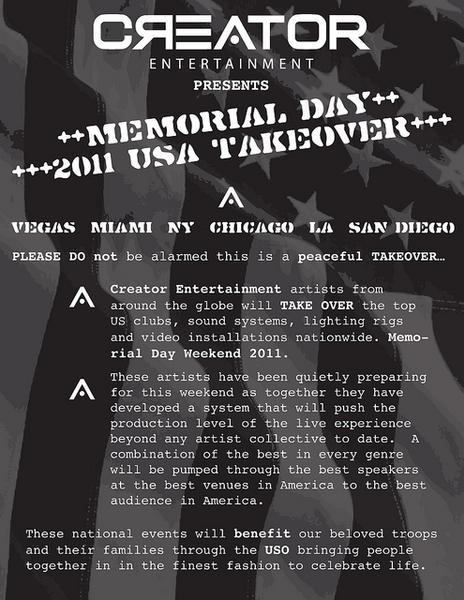 CREATOR
ENTERTAINMENT
PRESENTS
++MEMORIAL DAY++
+++2011 USA TAKEOVER+++
VEGAS MIAMI NY CHICAGO LA SAN DIEGO
PLEASE DO not be alarmed this is a peaceful TAKEOVER…
Creator Entertainment artists from
around the globe will TAKE OVER the top
US clubs, sound systems, lighting rigs
and video installations nationwide. Memo-
rial Day Weekend 2011.
These artists have been quietly preparing
for this weekend as together they have
developed a system that will push the
production level of the live experience
beyond any artist collective to date. A
combination of the best in every genre
will be pumped through the best speakers
at the best venues in America to the best
audience in America.
These national events will benefit our beloved troops
and their families through the USO bringing people
together in in the finest fashion to celebrate life.